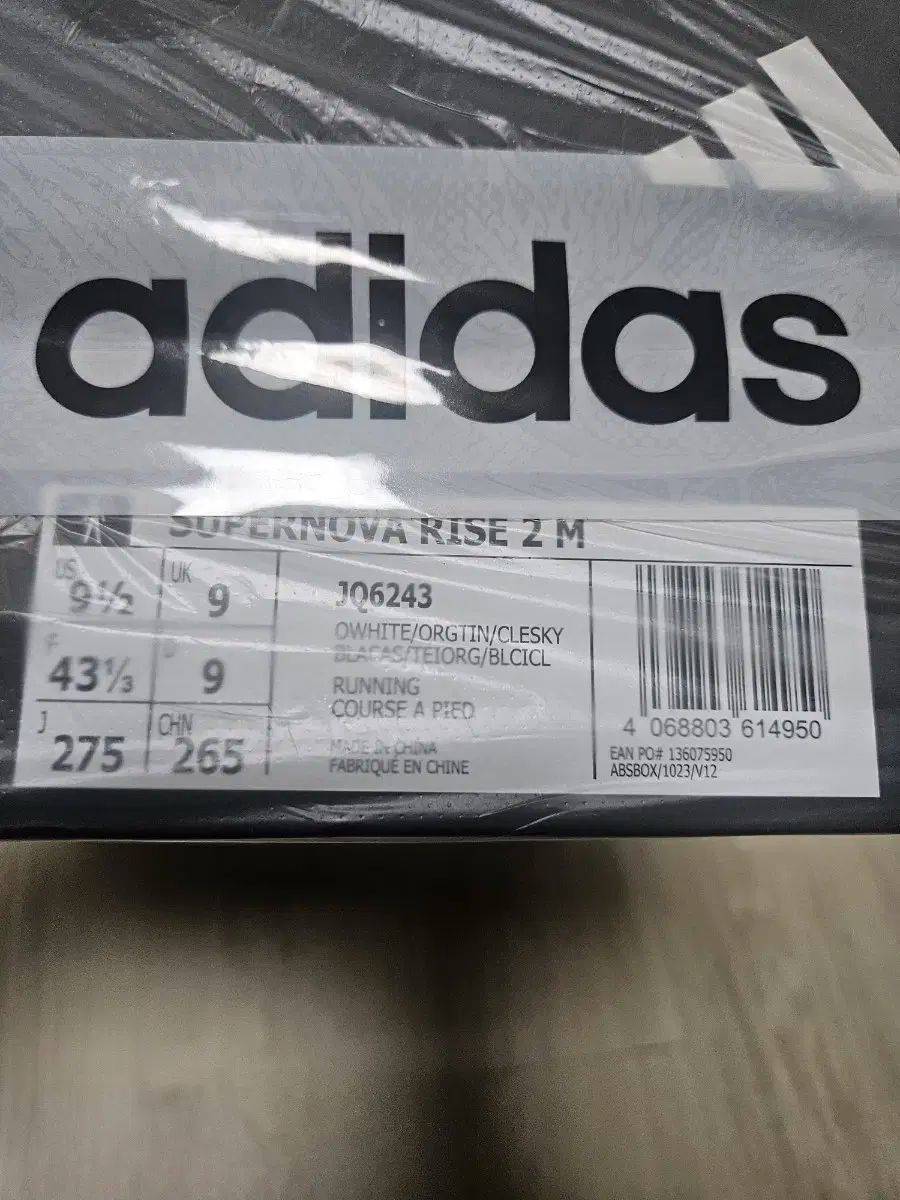 adidas
SUPERNOVA RISE 2 M
US
9½
UK
9
F
43⅓
D
9
J
275
CHN
265
JQ6243
OWHITE/ORGTIN/CLESKY
BLAFAS/TEIORG/BLCICL
RUNNING
COURSE A PIED
MADE IN CHINA
FABRIQUÉ EN CHINE
4 068803 614950
EAN PO# 136075950
ABSBOX/1023/V12